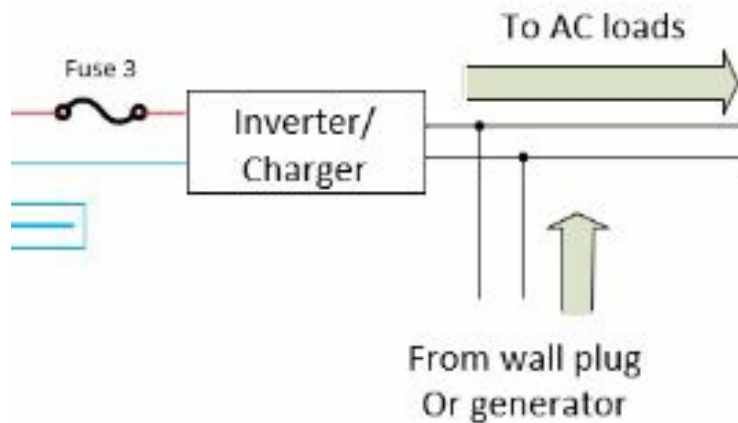 To AC loads
Fuse 3
Inverter/
Charger
From wall plug
Or generator